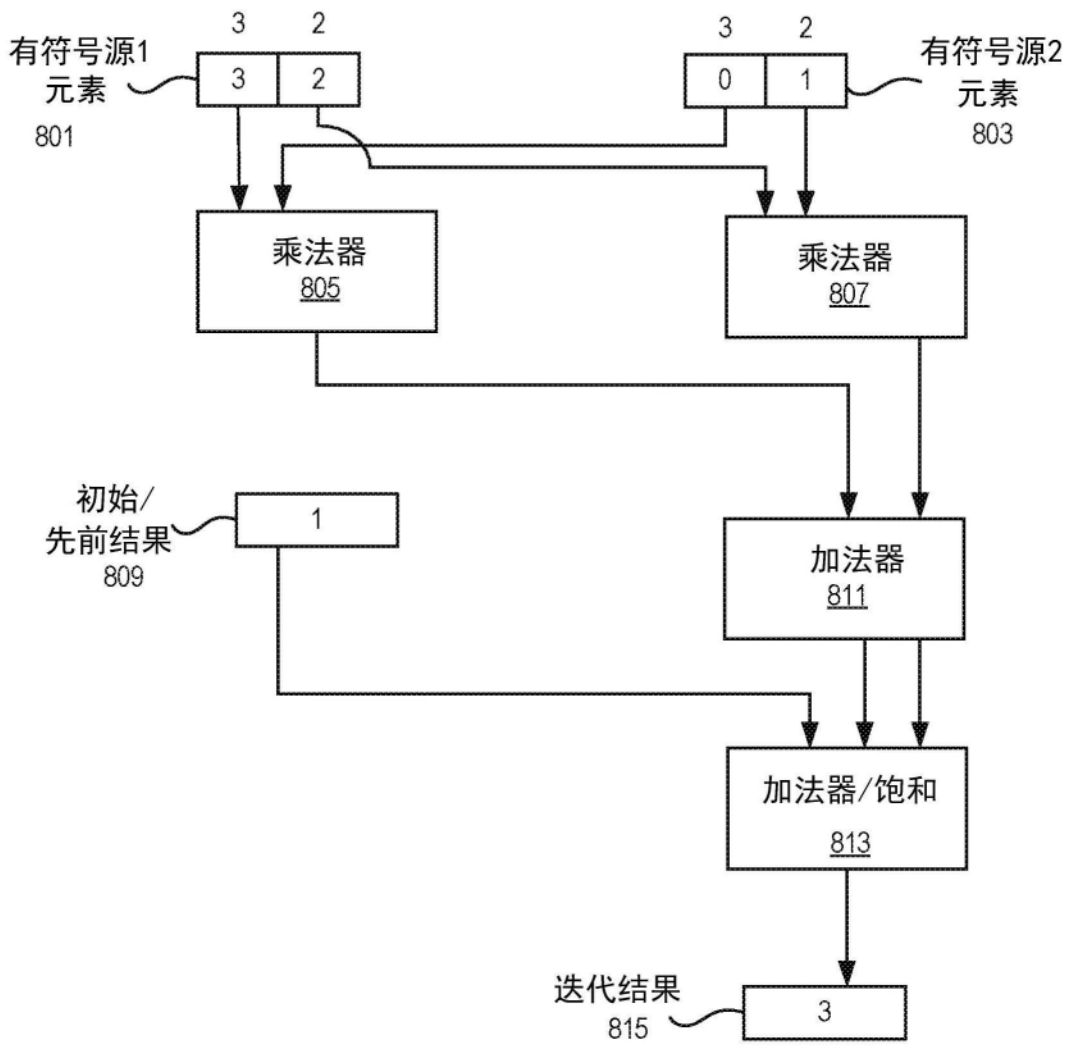 3 2
3 2
有符号源1
元素
801
3 2
0 1
有符号源2
元素
803
乘法器
805
乘法器
807
初始/
先前结果
809
1
加法器
811
加法器/饱和
813
迭代结果
815
3